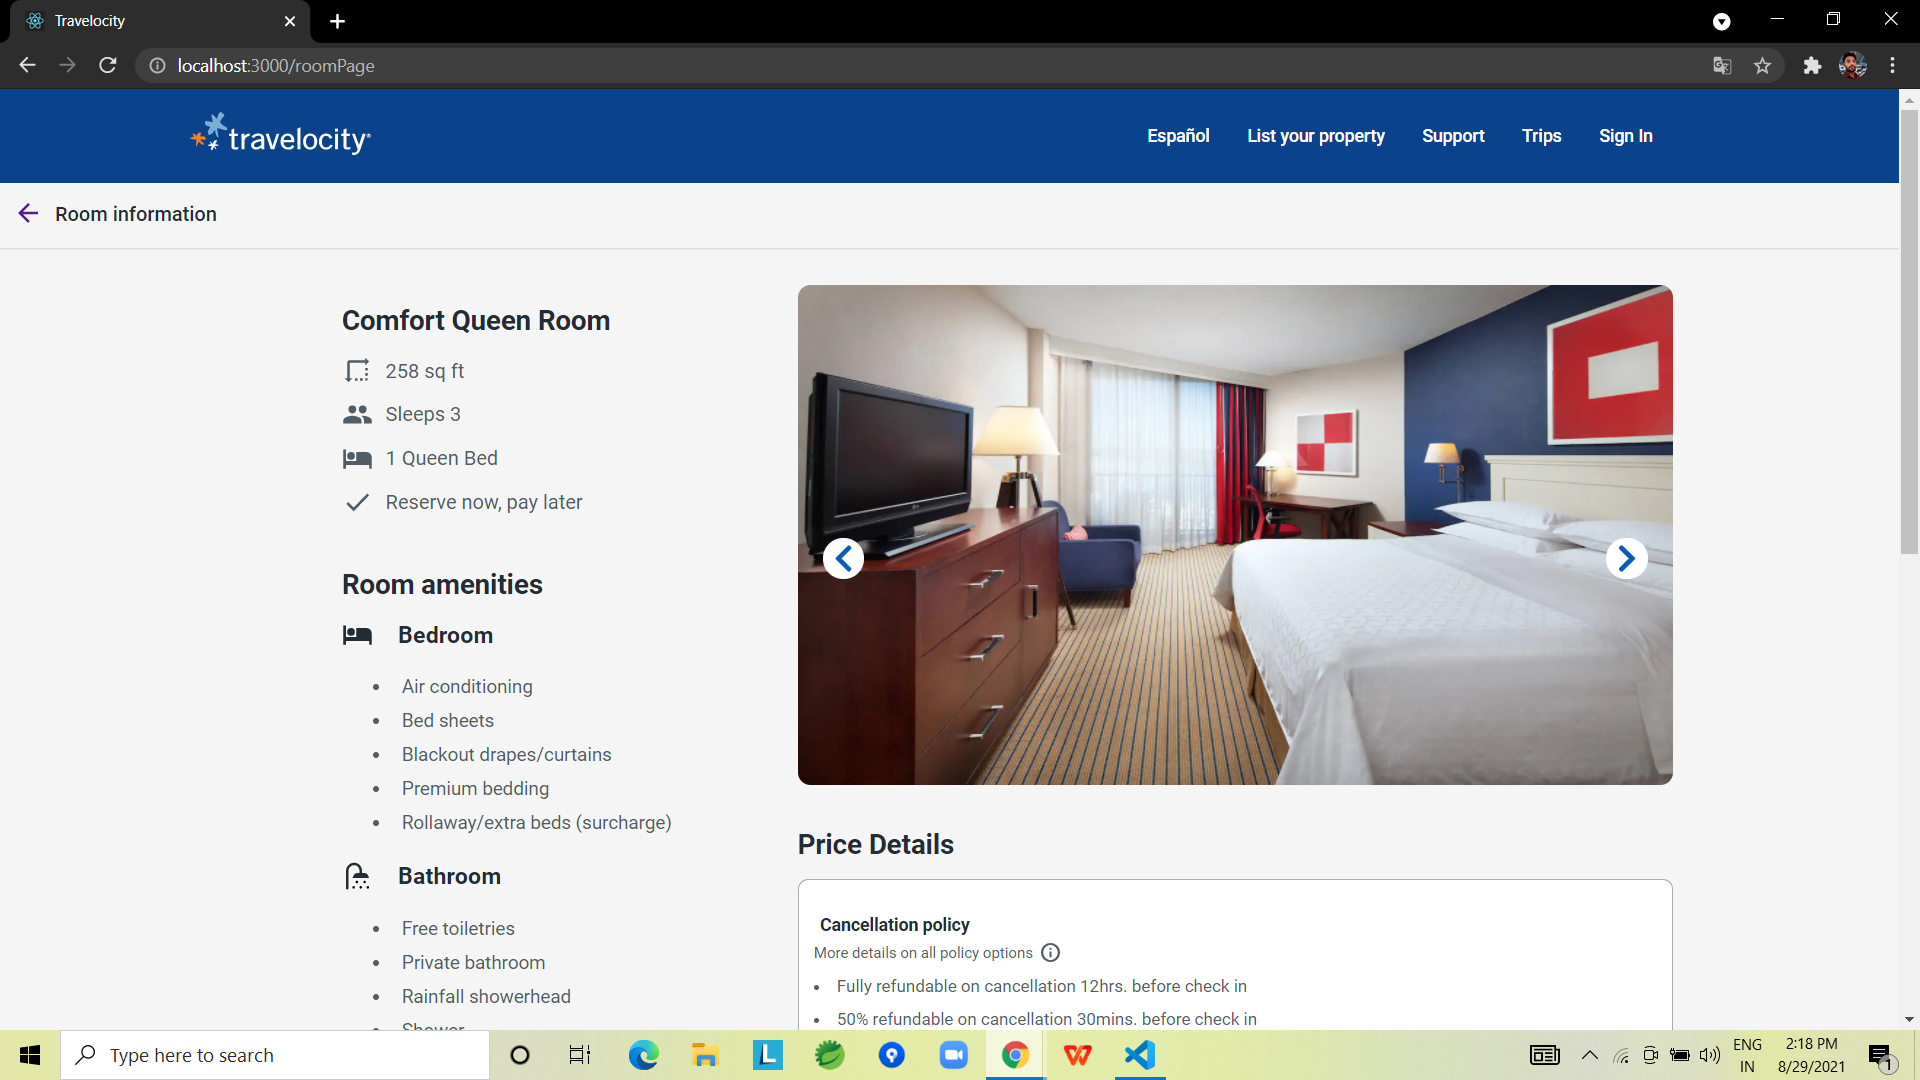 Travelocity
localhost:3000/roomPage
travelocity
Español
List your property
Support
Trips
Sign In
Room information
Comfort Queen Room
258 sq ft
Sleeps 3
1 Queen Bed
Reserve now, pay later
Room amenities
Bedroom
Air conditioning
Bed sheets
Blackout drapes/curtains
Premium bedding
Rollaway/extra beds (surcharge)
Bathroom
Free toiletries
Private bathroom
Rainfall showerhead
Shower
Price Details
Cancellation policy
More details on all policy options
• Fully refundable on cancellation 12hrs. before check in
• 50% refundable on cancellation 30mins. before check in
Type here to search
ENG
IN
2:18 PM
8/29/2021
1